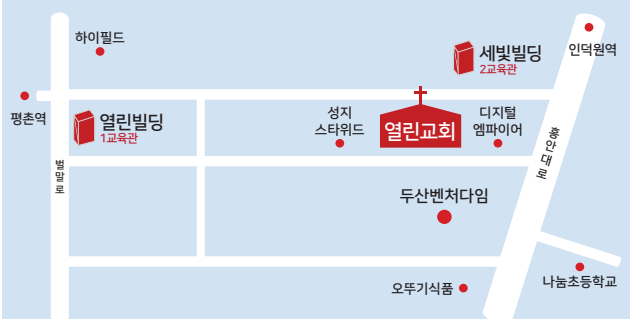 하이필드
세빛빌딩
2교육관
인덕원역
평촌역
열린빌딩
1교육관
성지
스타위드
열린교회
디지털
엠파이어
흥안대로
벌말로
두산벤처다임
오뚜기식품
나눔초등학교